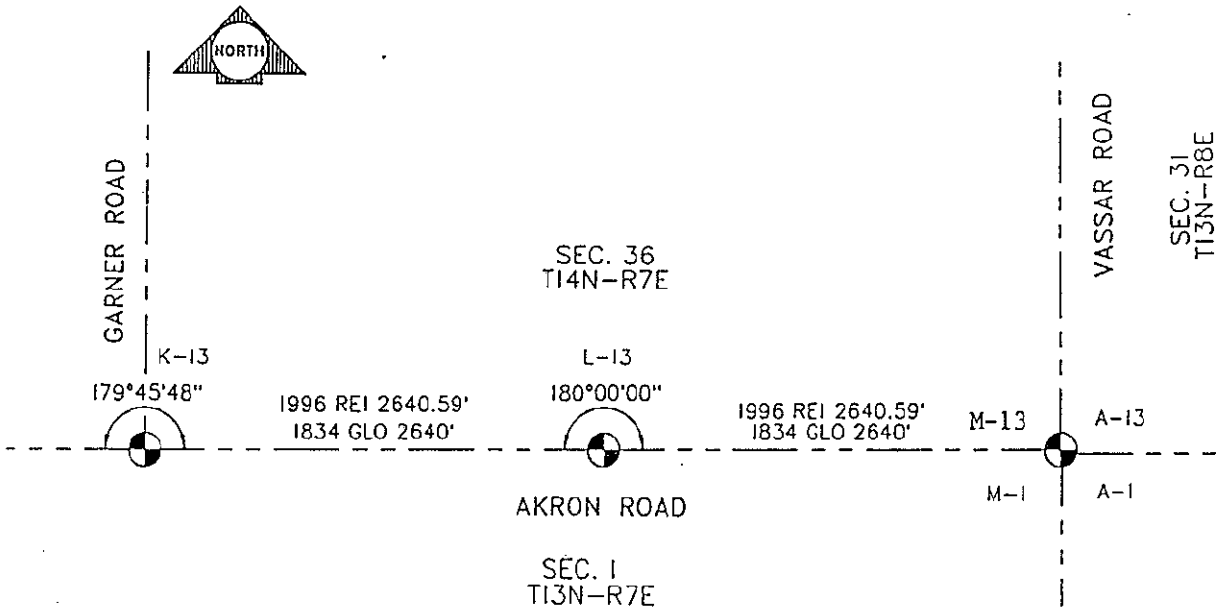 NORTH
GARNER ROAD
VASSAR ROAD
SEC. 31
T13N-R8E
SEC. 36
T14N-R7E
K-13
L-13
179°45'48"
180°00'00"
1996 REI 2640.59'
1834 GLO 2640'
1996 REI 2640.59'
1834 GLO 2640'
M-13
A-13
M-1
A-1
AKRON ROAD
SEC. 1
T13N-R7E